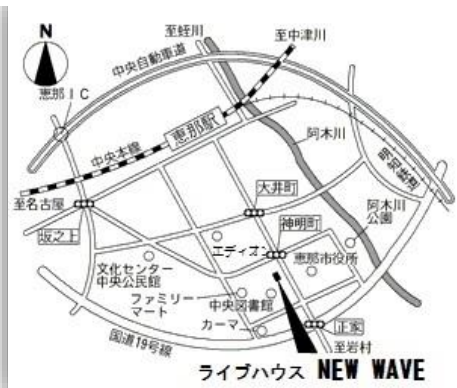 N
至蛭川
至中津川
中央自動車道
恵那IC
恵那駅
中央本線
阿木川
明知鉄道
至名古屋
大井町
阿木川
公園
坂之上
神明町
エディオン
文化センター
中央公民館
恵那市役所
ファミリー
マート
中央図書館
カーマ
正家
国道19号線
至岩村
ライブハウス NEW WAVE